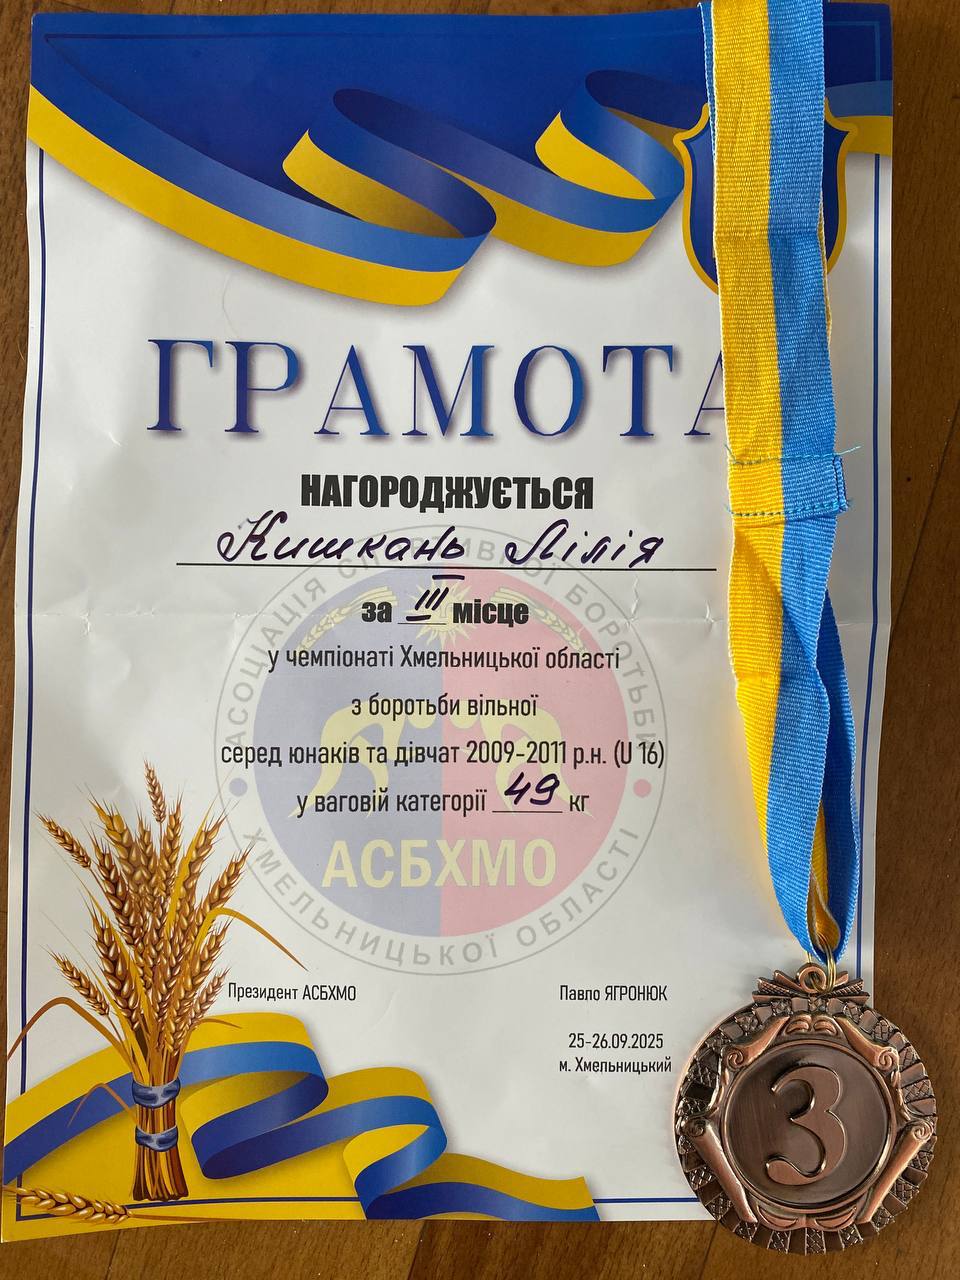 ГРАМОТА
НАГОРОДЖУЄТЬСЯ
Кишкань Лілія
за III місце
у чемпіонаті Хмельницької області
з боротьби вільної
серед юнаків та дівчат 2009-2011 р.н. (U 16)
у ваговій категорії 49 кг
АСОЦІАЦІЯ СПОРТИВНОЇ БОРОТЬБИ
АСБХМО
ХМЕЛЬНИЦЬКОЇ ОБЛАСТІ
Президент АСБХМО
Павло ЯГРОНЮК
25-26.09.2025
м. Хмельницький
3